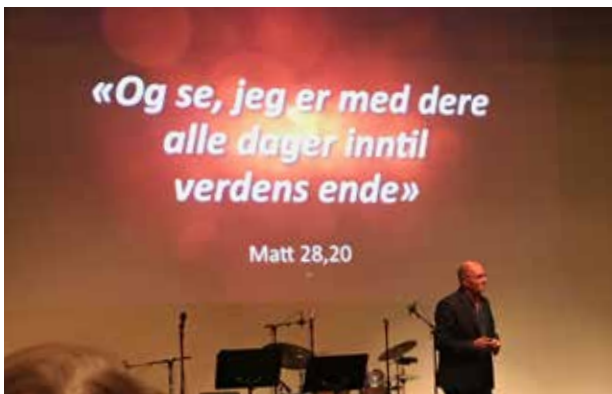 «Og se, jeg er med dere
alle dager inntil
verdens ende»
Matt 28,20